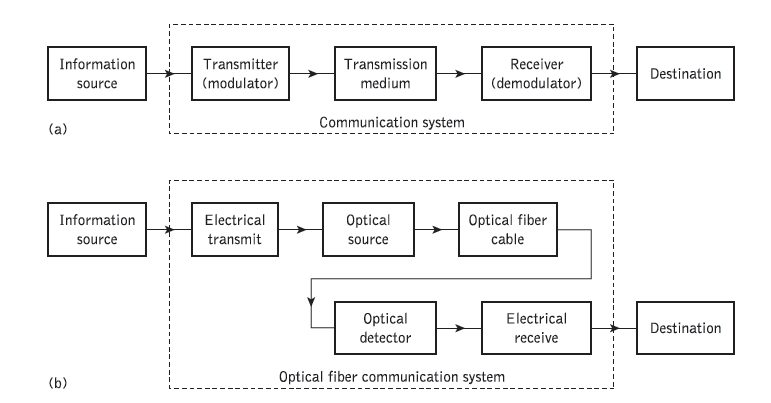 Information
source
Transmitter
(modulator)
Transmission
medium
Receiver
(demodulator)
Destination
Communication system
(a)
Information
source
Electrical
transmit
Optical
source
Optical fiber
cable
Optical
detector
Electrical
receive
Destination
Optical fiber communication system
(b)